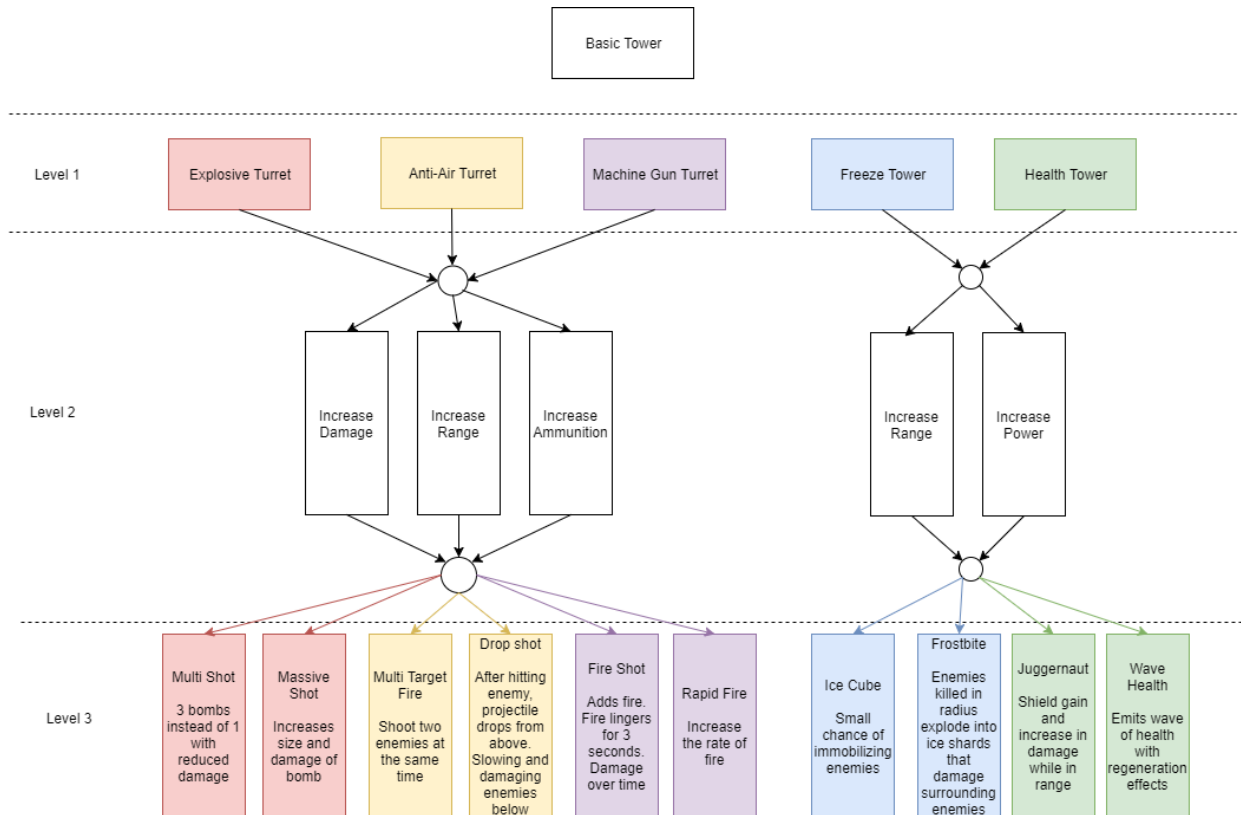 Basic Tower
Level 1
Explosive Turret
Anti-Air Turret
Machine Gun Turret
Freeze Tower
Health Tower
Level 2
Increase
Damage
Increase
Range
Increase
Ammunition
Increase
Range
Increase
Power
Level 3
Multi Shot
3 bombs
instead of 1
with
reduced
damage
Massive
Shot
Increases
size and
damage of
bomb
Multi Target
Fire
Shoot two
enemies at
the same
time
Drop shot
After hitting
enemy,
projectile
drops from
above.
Slowing and
damaging
enemies
below
Fire Shot
Adds fire.
Fire lingers
for 3
seconds.
Damage
over time
Rapid Fire
Increase
the rate of
fire
Ice Cube
Small
chance of
immobilizing
enemies
Frostbite
Enemies
killed in
radius
explode into
ice shards
that
damage
surrounding
enemies
Juggernaut
Shield gain
and
increase in
damage
while in
range
Wave
Health
Emits wave
of health
with
regeneration
effects